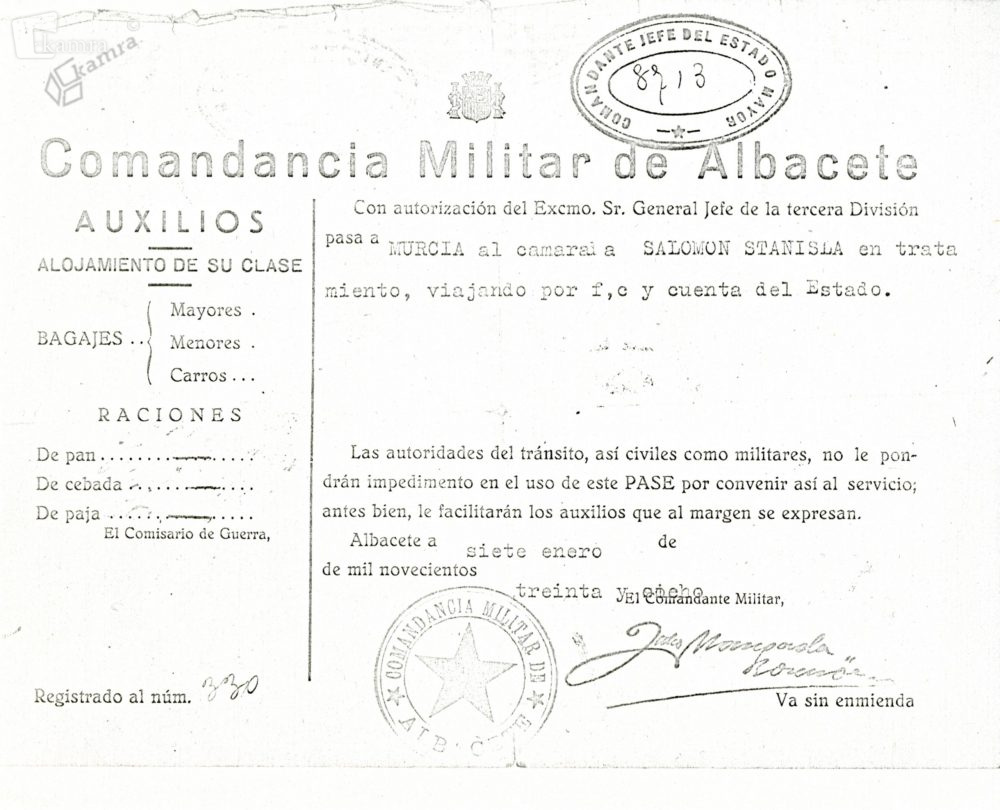 kamra
kamra
COMANDANTE JEFE DEL ESTADO MAYOR
8713
Comandancia Militar de Albacete
AUXILIOS
ALOJAMIENTO DE SU CLASE
BAGAJES ..
Mayores .
Menores .
Carros ...
RACIONES
De pan ..............
De cebada ..............
De paja ..............
El Comisario de Guerra,
Registrado al núm. 330
Con autorización del Excmo. Sr. General Jefe de la tercera División
pasa a MURCIA al camarada SALOMON STANISLA en trata
miento, viajando por f,c y cuenta del Estado.
Las autoridades del tránsito, así civiles como militares, no le pon-
drán impedimento en el uso de este PASE por convenir así al servicio;
antes bien, le facilitarán los auxilios que al margen se expresan.
Albacete a siete enero de
de mil novecientos treinta y ocho
El Comandante Militar,
COMANDANCIA MILITAR DE
Va sin enmienda